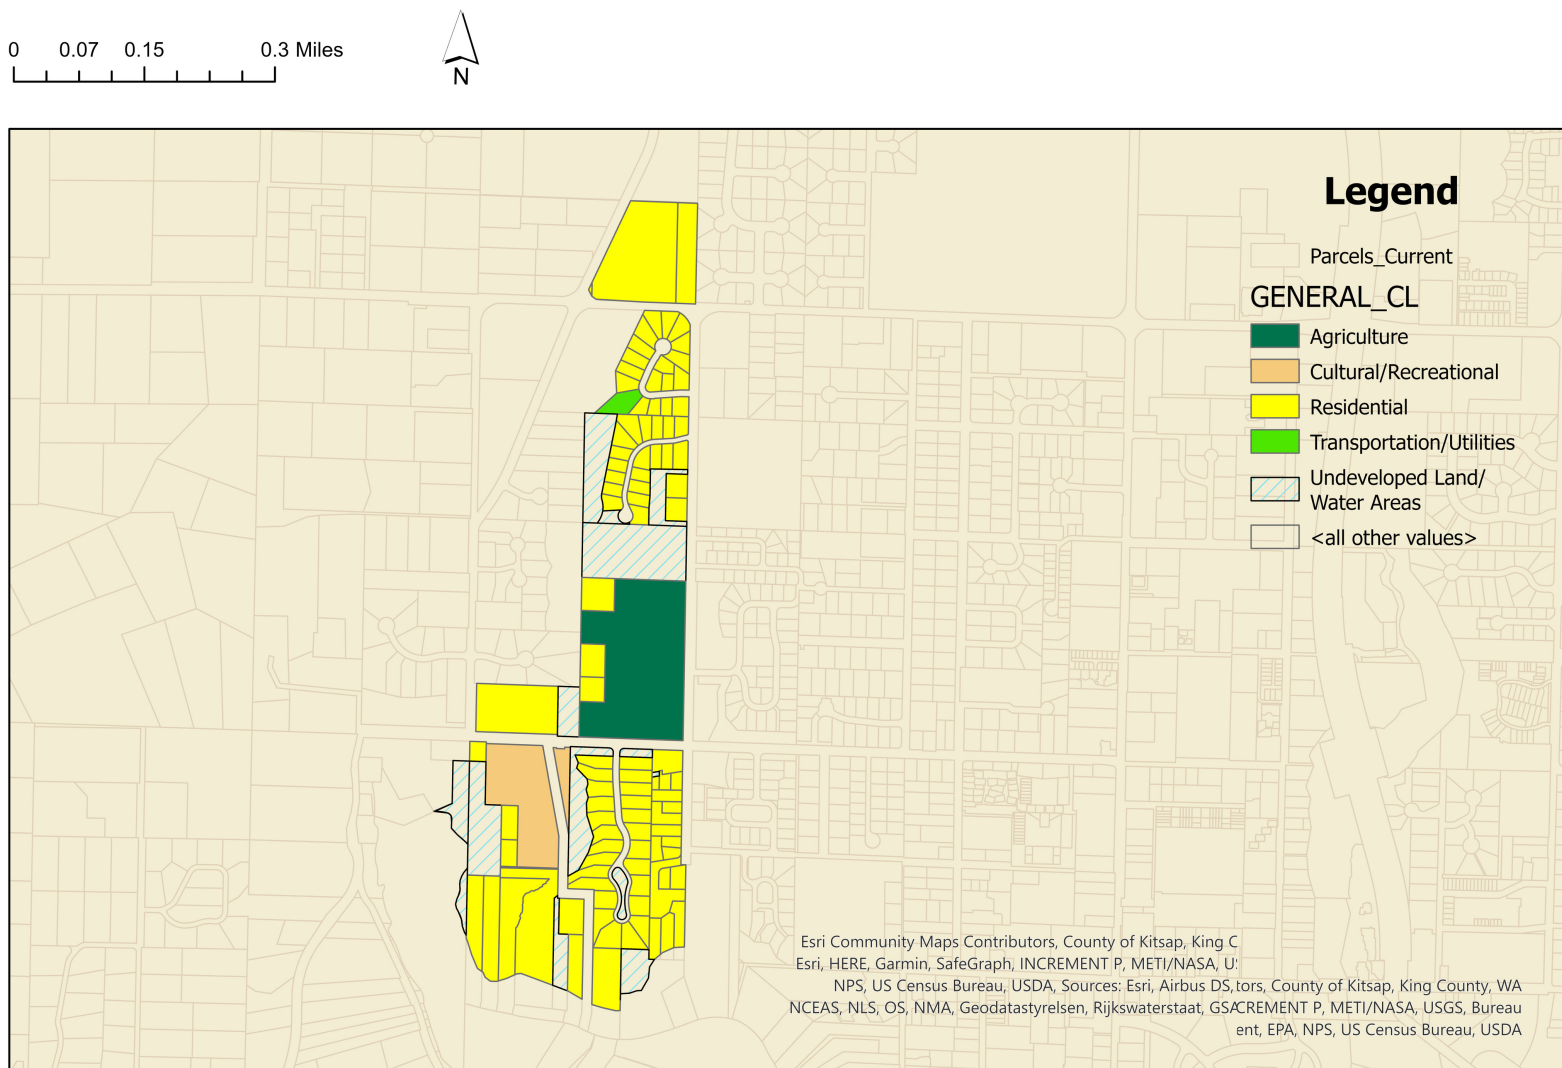 0 0.07 0.15 0.3 Miles
N
Legend
Parcels_Current
GENERAL_CL
Agriculture
Cultural/Recreational
Residential
Transportation/Utilities
Undeveloped Land/
Water Areas
<all other values>
Esri Community Maps Contributors, County of Kitsap, King C
Esri, HERE, Garmin, SafeGraph, INCREMENT P, METI/NASA, U
NPS, US Census Bureau, USDA, Sources: Esri, Airbus DS, tors, County of Kitsap, King County, WA
NCEAS, NLS, OS, NMA, Geodatastyrelsen, Rijkswaterstaat, GSA CREMENT P, METI/NASA, USGS, Bureau
ent, EPA, NPS, US Census Bureau, USDA